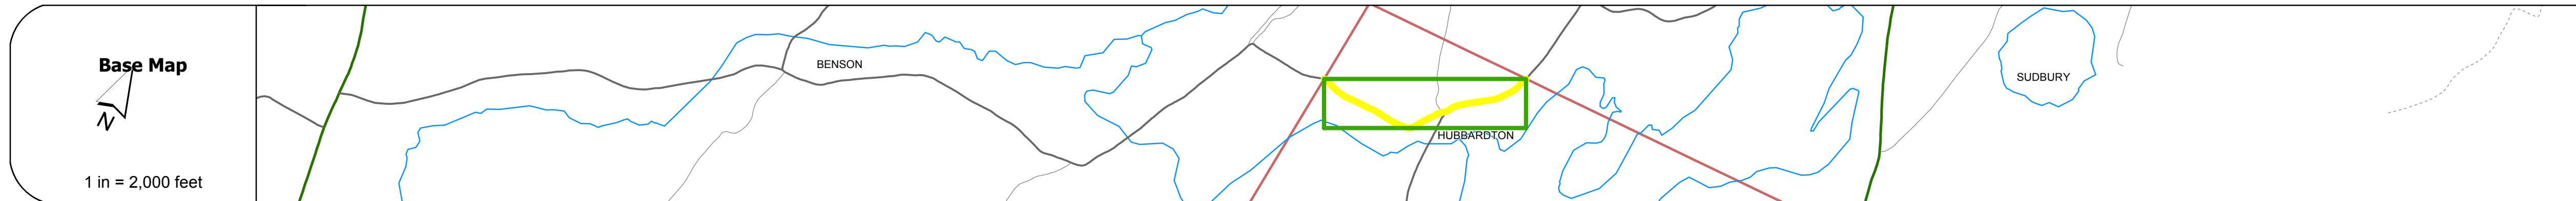 Base Map
N
1 in = 2,000 feet
BENSON
HUBBARDTON
SUDBURY